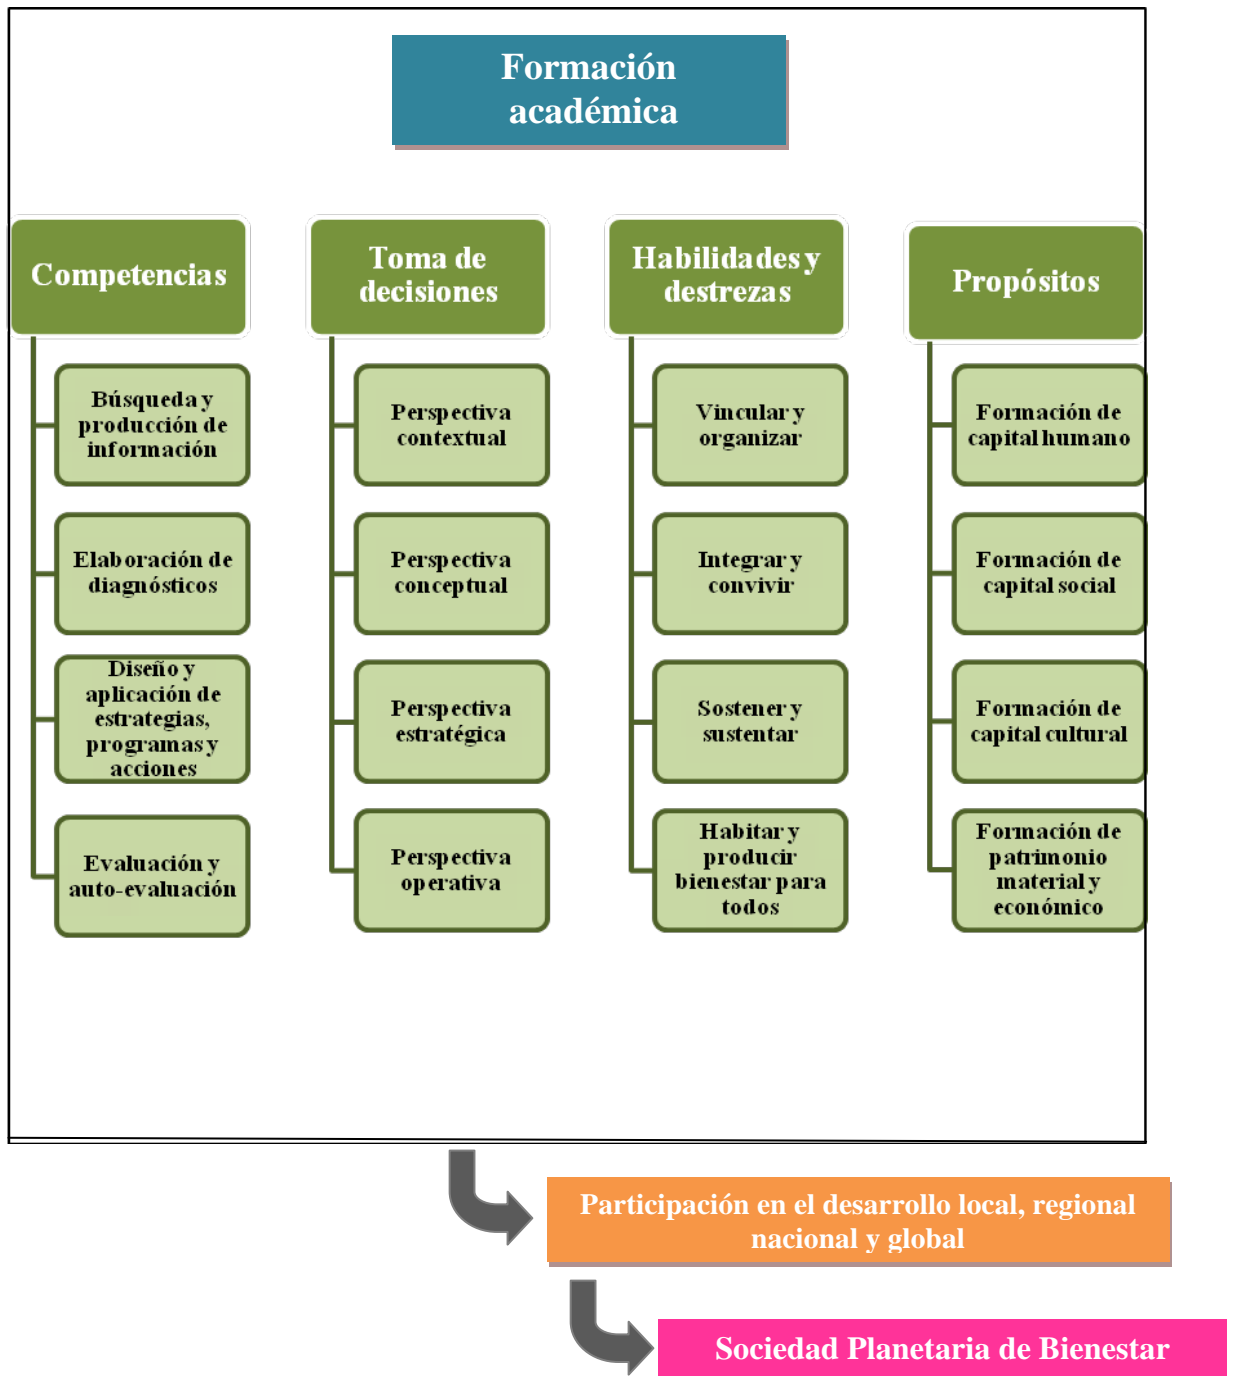 Formación
académica
Competencias
Búsqueda y
producción de
información
Elaboración de
diagnósticos
Diseño y
aplicación de
estrategias,
programas y
acciones
Evaluación y
auto-evaluación
Toma de
decisiones
Perspectiva
contextual
Perspectiva
conceptual
Perspectiva
estratégica
Perspectiva
operativa
Habilidades y
destrezas
Vincular y
organizar
Integrar y
convivir
Sostener y
sustentar
Habitar y
producir
bienestar para
todos
Propósitos
Formación de
capital humano
Formación de
capital social
Formación de
capital cultural
Formación de
patrimonio
material y
económico
Participación en el desarrollo local, regional
nacional y global
Sociedad Planetaria de Bienestar